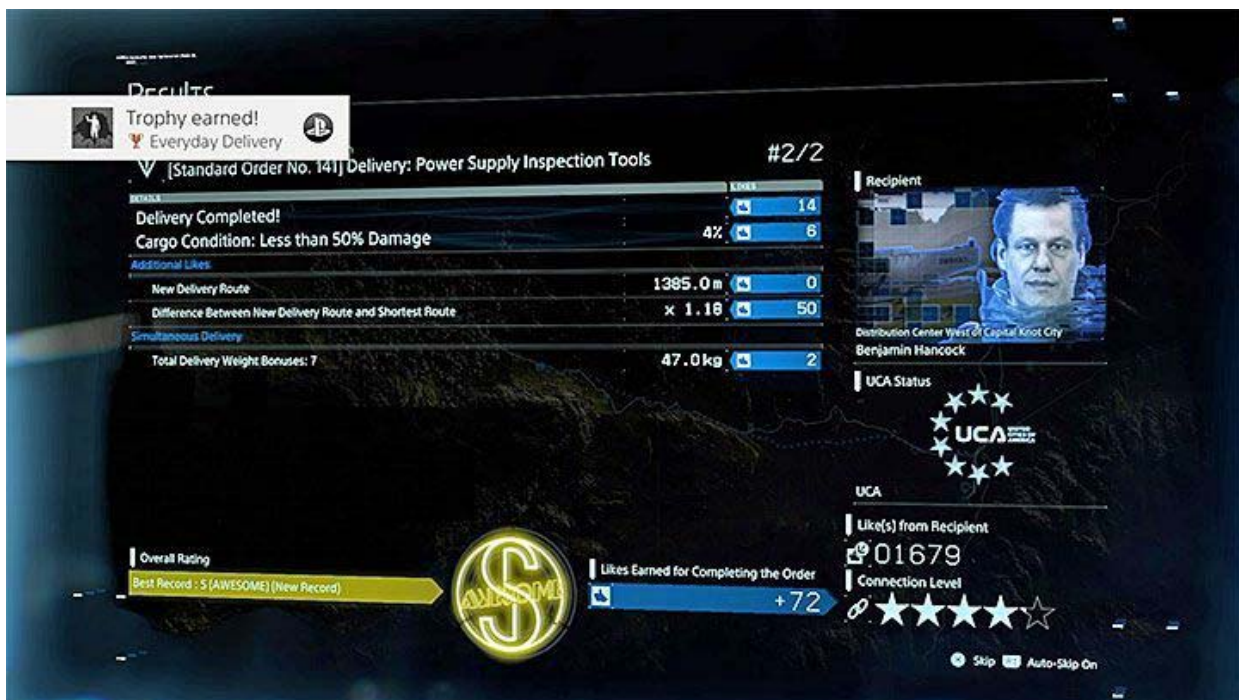 Results
Trophy earned!
Everyday Delivery
[Standard Order No. 141] Delivery: Power Supply Inspection Tools
#2/2
DETAILS LIKES
Delivery Completed! 14
Cargo Condition: Less than 50% Damage 4% 6
Additional Likes
New Delivery Route 1385.0m 0
Difference Between New Delivery Route and Shortest Route x 1.18 50
Simultaneous Delivery
Total Delivery Weight Bonuses: 7 47.0kg 2
Recipient
Distribution Center West of Capital Knot City
Benjamin Hancock
UCA Status
UCA UNITED CITIES OF AMERICA
UCA
Like(s) from Recipient
01679
Connection Level
Overall Rating
Best Record : S (AWESOME) (New Record)
S
AWESOME
Likes Earned for Completing the Order
+72
Skip Auto-Skip On